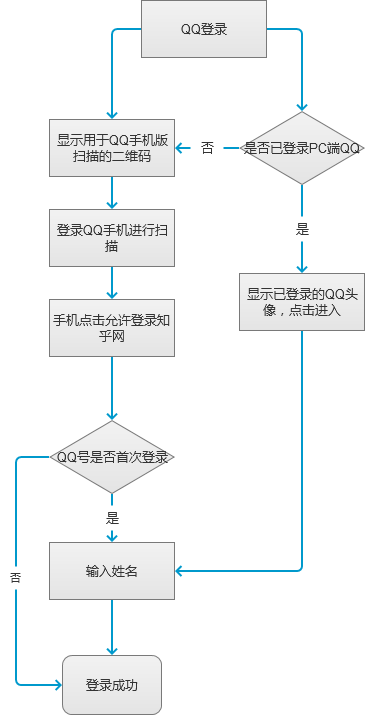 QQ登录
显示用于QQ手机版
扫描的二维码
否
是否已登录PC端QQ
登录QQ手机进行扫
描
是
显示已登录的QQ头
像，点击进入
手机点击允许登录知
乎网
QQ号是否首次登录
是
输入姓名
否
登录成功